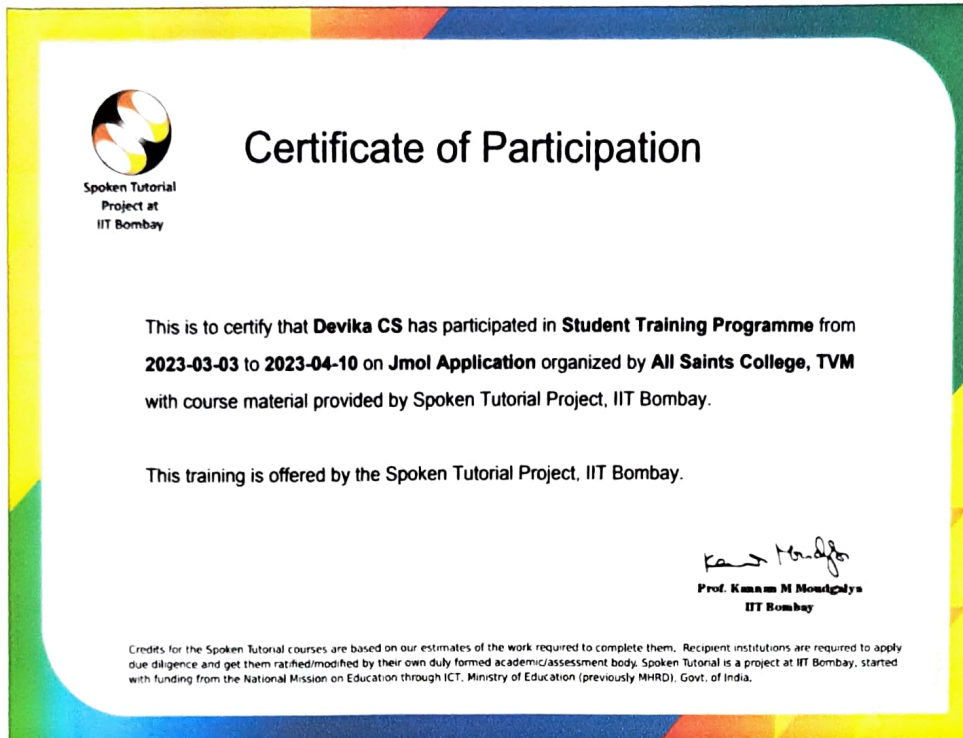 Spoken Tutorial
Project at
IIT Bombay
Certificate of Participation
This is to certify that Devika CS has participated in Student Training Programme from
2023-03-03 to 2023-04-10 on Jmol Application organized by All Saints College, TVM
with course material provided by Spoken Tutorial Project, IIT Bombay.
This training is offered by the Spoken Tutorial Project, IIT Bombay.
Prof. Kannan M Moudgalya
IIT Bombay
Credits for the Spoken Tutorial courses are based on our estimates of the work required to complete them. Recipient institutions are required to apply
due diligence and get them ratified/modified by their own duly formed academic/assessment body. Spoken Tutorial is a project at IIT Bombay, started
with funding from the National Mission on Education through ICT, Ministry of Education (previously MHRD), Govt. of India.